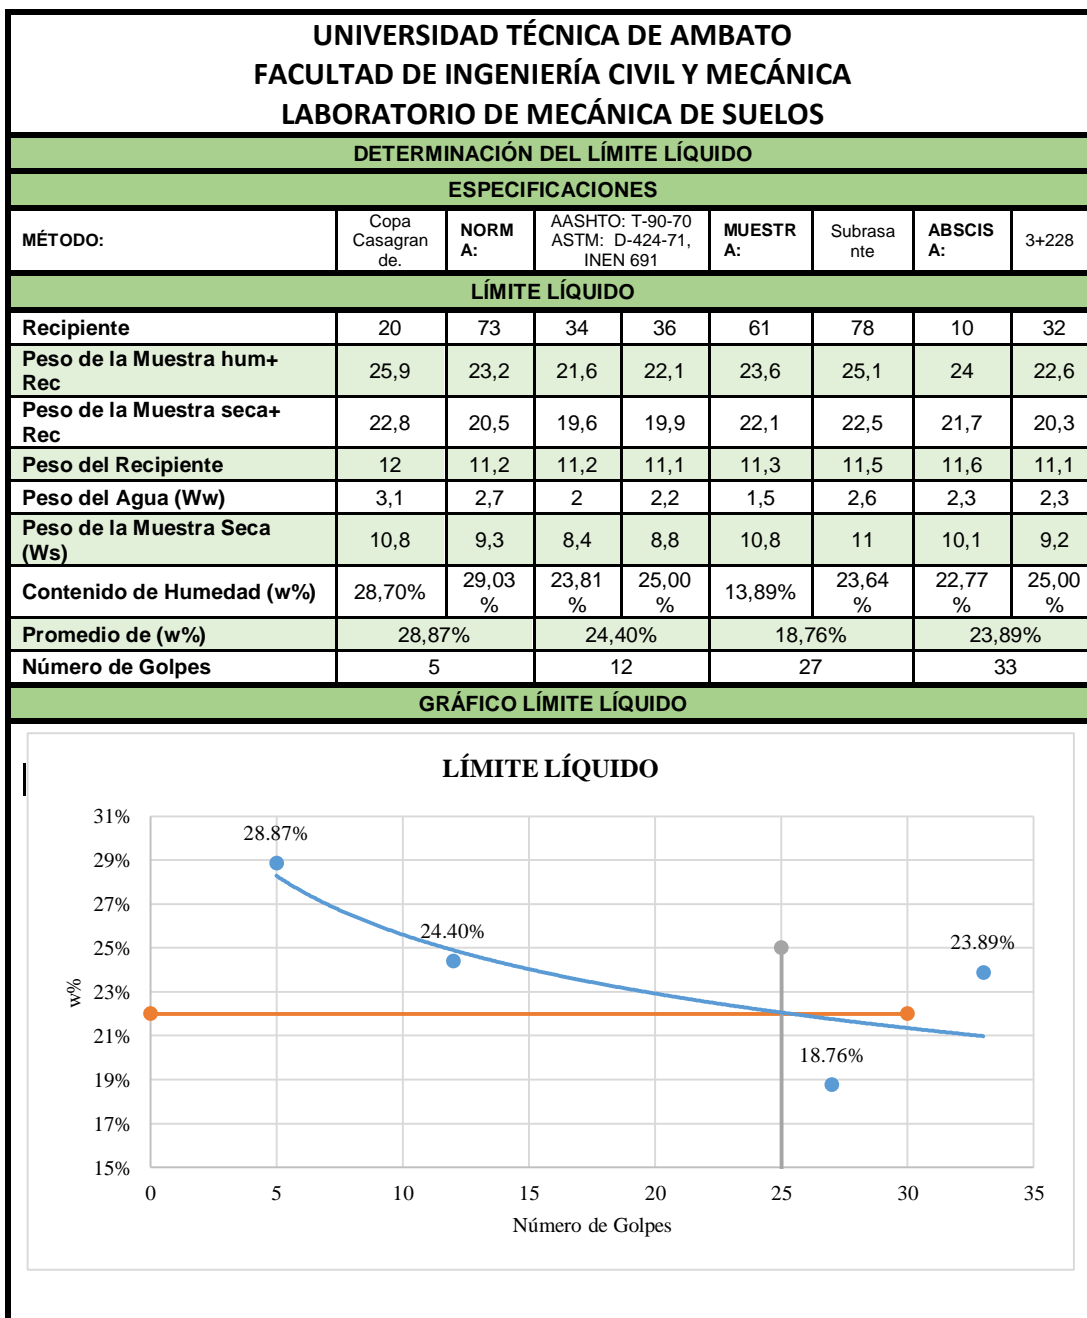 UNIVERSIDAD TÉCNICA DE AMBATO
FACULTAD DE INGENIERÍA CIVIL Y MECÁNICA
LABORATORIO DE MECÁNICA DE SUELOS
DETERMINACIÓN DEL LÍMITE LÍQUIDO
ESPECIFICACIONES
MÉTODO:
Copa
Casagran
de.
NORM
A:
AASHTO: T-90-70
ASTM: D-424-71,
INEN 691
MUESTR
A:
Subrasa
nte
ABSCIS
A:
3+228
LÍMITE LÍQUIDO
Recipiente 20 73 34 36 61 78 10 32
Peso de la Muestra hum+
Rec
25,9 23,2 21,6 22,1 23,6 25,1 24 22,6
Peso de la Muestra seca+
Rec
22,8 20,5 19,6 19,9 22,1 22,5 21,7 20,3
Peso del Recipiente 12 11,2 11,2 11,1 11,3 11,5 11,6 11,1
Peso del Agua (Ww) 3,1 2,7 2 2,2 1,5 2,6 2,3 2,3
Peso de la Muestra Seca
(Ws)
10,8 9,3 8,4 8,8 10,8 11 10,1 9,2
Contenido de Humedad (w%) 28,70% 29,03
% 23,81
% 25,00
% 13,89% 23,64
% 22,77
% 25,00
%
Promedio de (w%) 28,87% 24,40% 18,76% 23,89%
Número de Golpes 5 12 27 33
GRÁFICO LÍMITE LÍQUIDO
LÍMITE LÍQUIDO
31%
29%
27%
25%
23%
21%
19%
17%
15%
w%
28.87%
24.40%
23.89%
18.76%
0 5 10 15 20 25 30 35
Número de Golpes